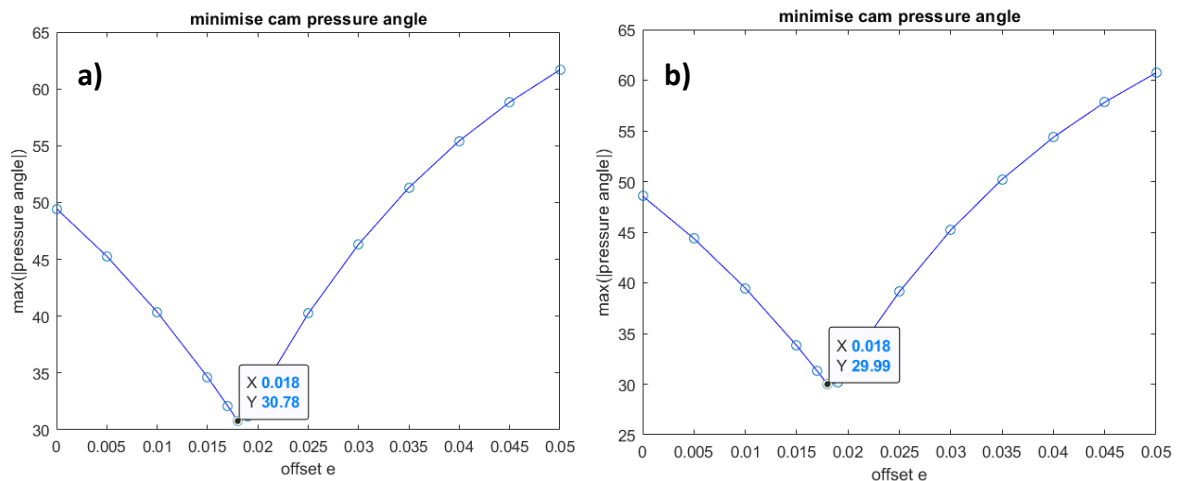 minimise cam pressure angle
a)
max(|pressure angle|)
65
60
55
50
45
40
35
30
X 0.018
Y 30.78
0 0.005 0.01 0.015 0.02 0.025 0.03 0.035 0.04 0.045 0.05
offset e
minimise cam pressure angle
b)
max(|pressure angle|)
65
60
55
50
45
40
35
30
25
X 0.018
Y 29.99
0 0.005 0.01 0.015 0.02 0.025 0.03 0.035 0.04 0.045 0.05
offset e